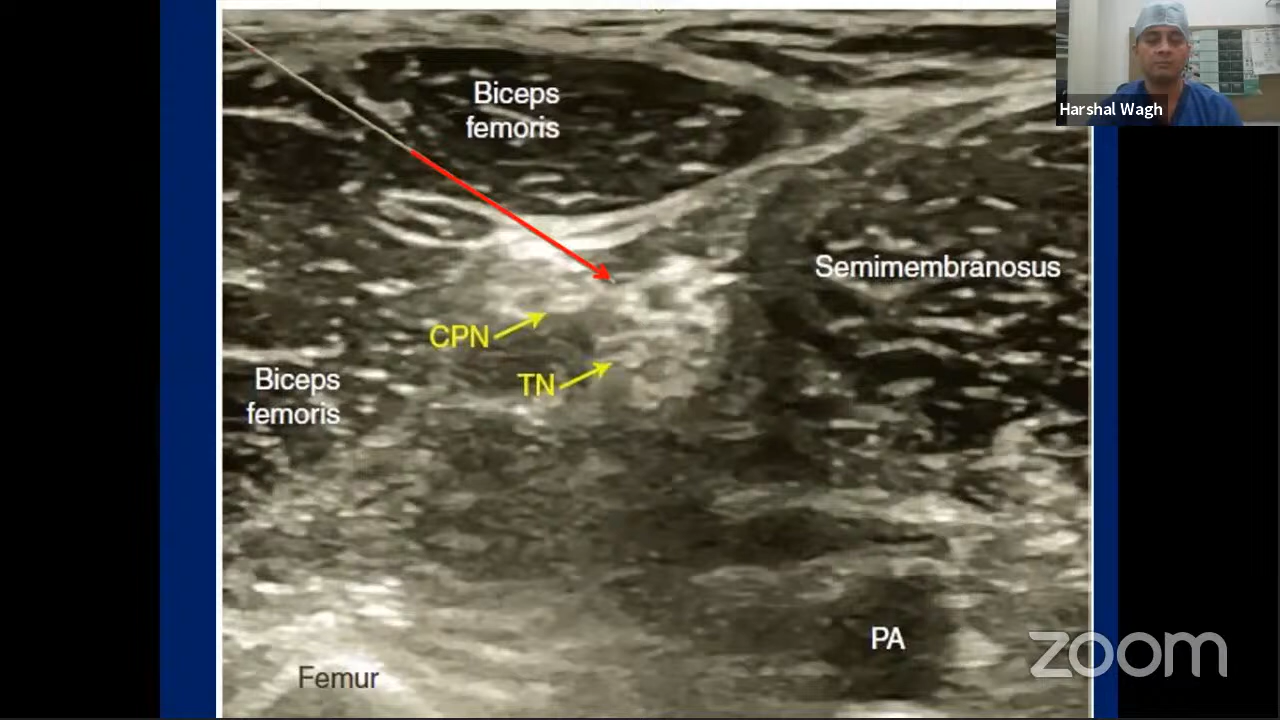 Biceps
femoris
Harshal Wagh
Semimembranosus
CPN
TN
Biceps
femoris
PA
zoom
Femur